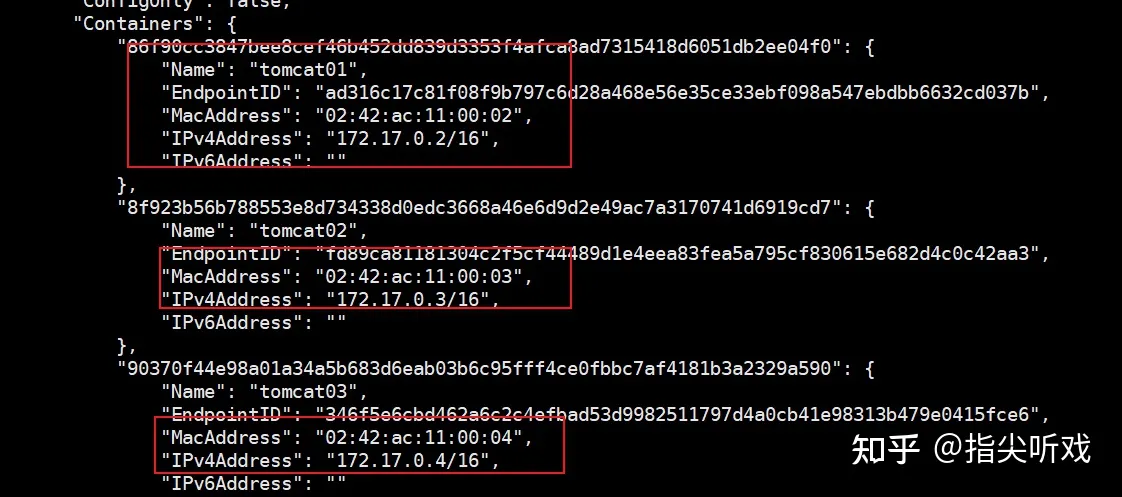 "ConfigOnly": false,
"Containers": {
"86f90cc3847bee8cef46b452dd839d3353f4afca8ad7315418d6051db2ee04f0": {
"Name": "tomcat01",
"EndpointID": "ad316c17c81f08f9b797c6d28a468e56e35ce33ebf098a547ebdbb6632cd037b",
"MacAddress": "02:42:ac:11:00:02",
"IPv4Address": "172.17.0.2/16",
"IPv6Address": ""
},
"8f923b56b788553e8d734338d0edc3668a46e6d9d2e49ac7a3170741d6919cd7": {
"Name": "tomcat02",
"EndpointID": "fd89ca81181304c2f5cf44489d1e4eea83fea5a795cf830615e682d4c0c42aa3",
"MacAddress": "02:42:ac:11:00:03",
"IPv4Address": "172.17.0.3/16",
"IPv6Address": ""
},
"90370f44e98a01a34a5b683d6eab03b6c95fff4ce0fbbc7af4181b3a2329a590": {
"Name": "tomcat03",
"EndpointID": "346f5e6cbd462a6c2c4efbad53d9982511797d4a0cb41e98313b479e0415fce6",
"MacAddress": "02:42:ac:11:00:04",
"IPv4Address": "172.17.0.4/16",
"IPv6Address": ""
知乎 @指尖听戏